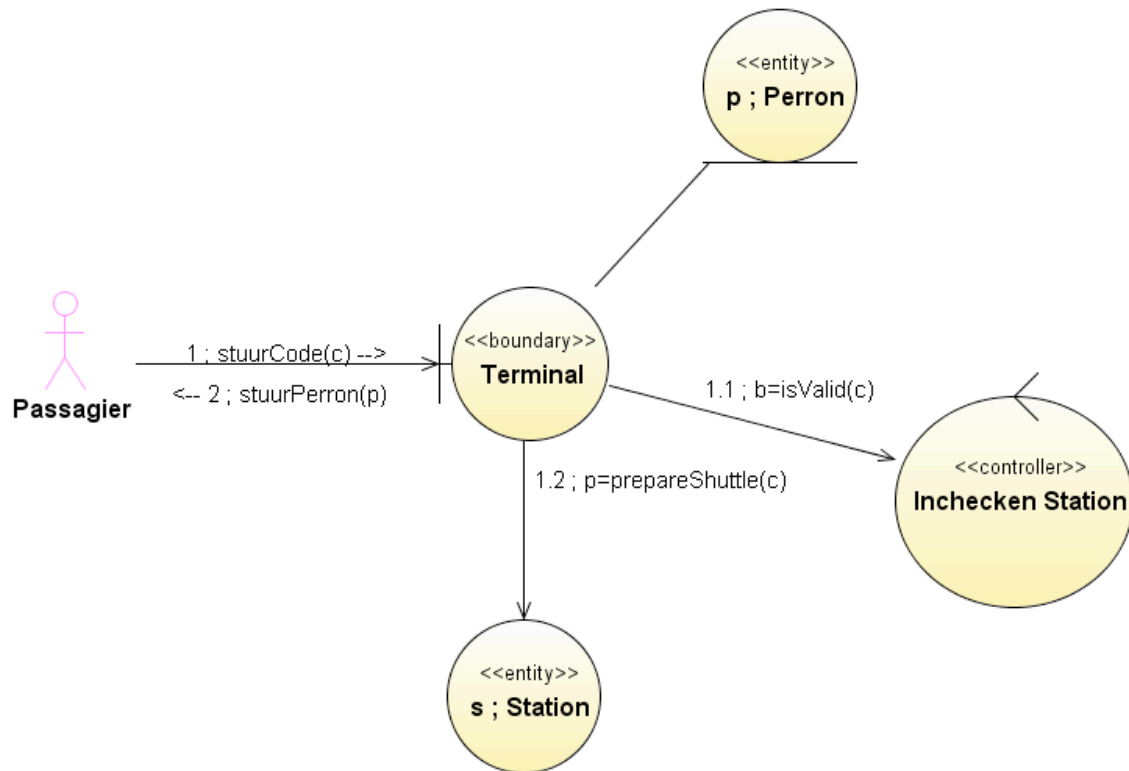 <<entity>>
p ; Perron
<<boundary>>
Terminal
1 ; stuurCode(c) -->
<-- 2 ; stuurPerron(p)
Passagier
1.1 ; b=isValid(c)
<<controller>>
Inchecken Station
1.2 ; p=prepareShuttle(c)
<<entity>>
s ; Station